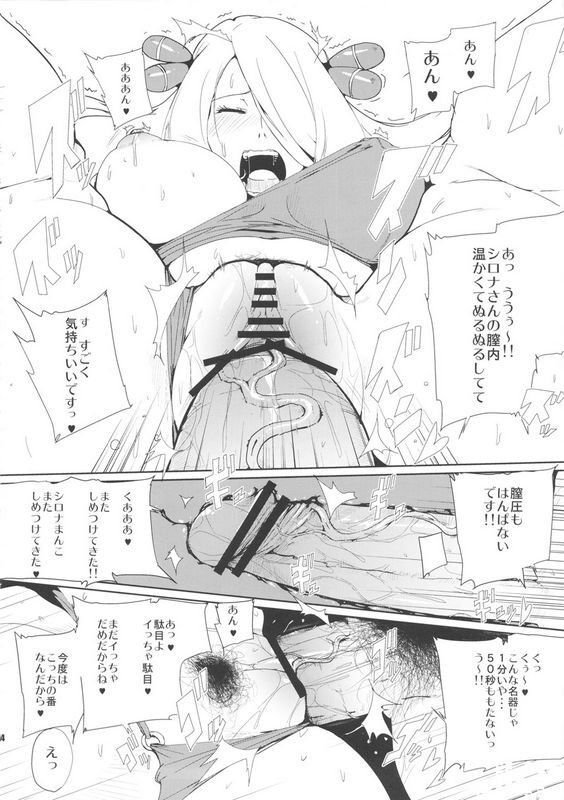 あん♥
あん♥
あああん♥
あっ ううぅ〜!!
シロナさんの膣内
温かくてぬるぬるしてて
す すごく
気持ちいいですっ♥
膣圧も
はんぱない
です!!
くあああ♥
また
しめつけてきた!!
シロナまんこ
また
しめつけてきた♥
くっ
くぅ〜♥
こんな名器じゃ
1分いや…
50秒ももたないっ
う〜!!
あん♥
あっ♥
駄目よ
イっちゃ駄目
まだイっちゃ
だめだからね♥
今度は
こっちの番
なんだから♥
えっ